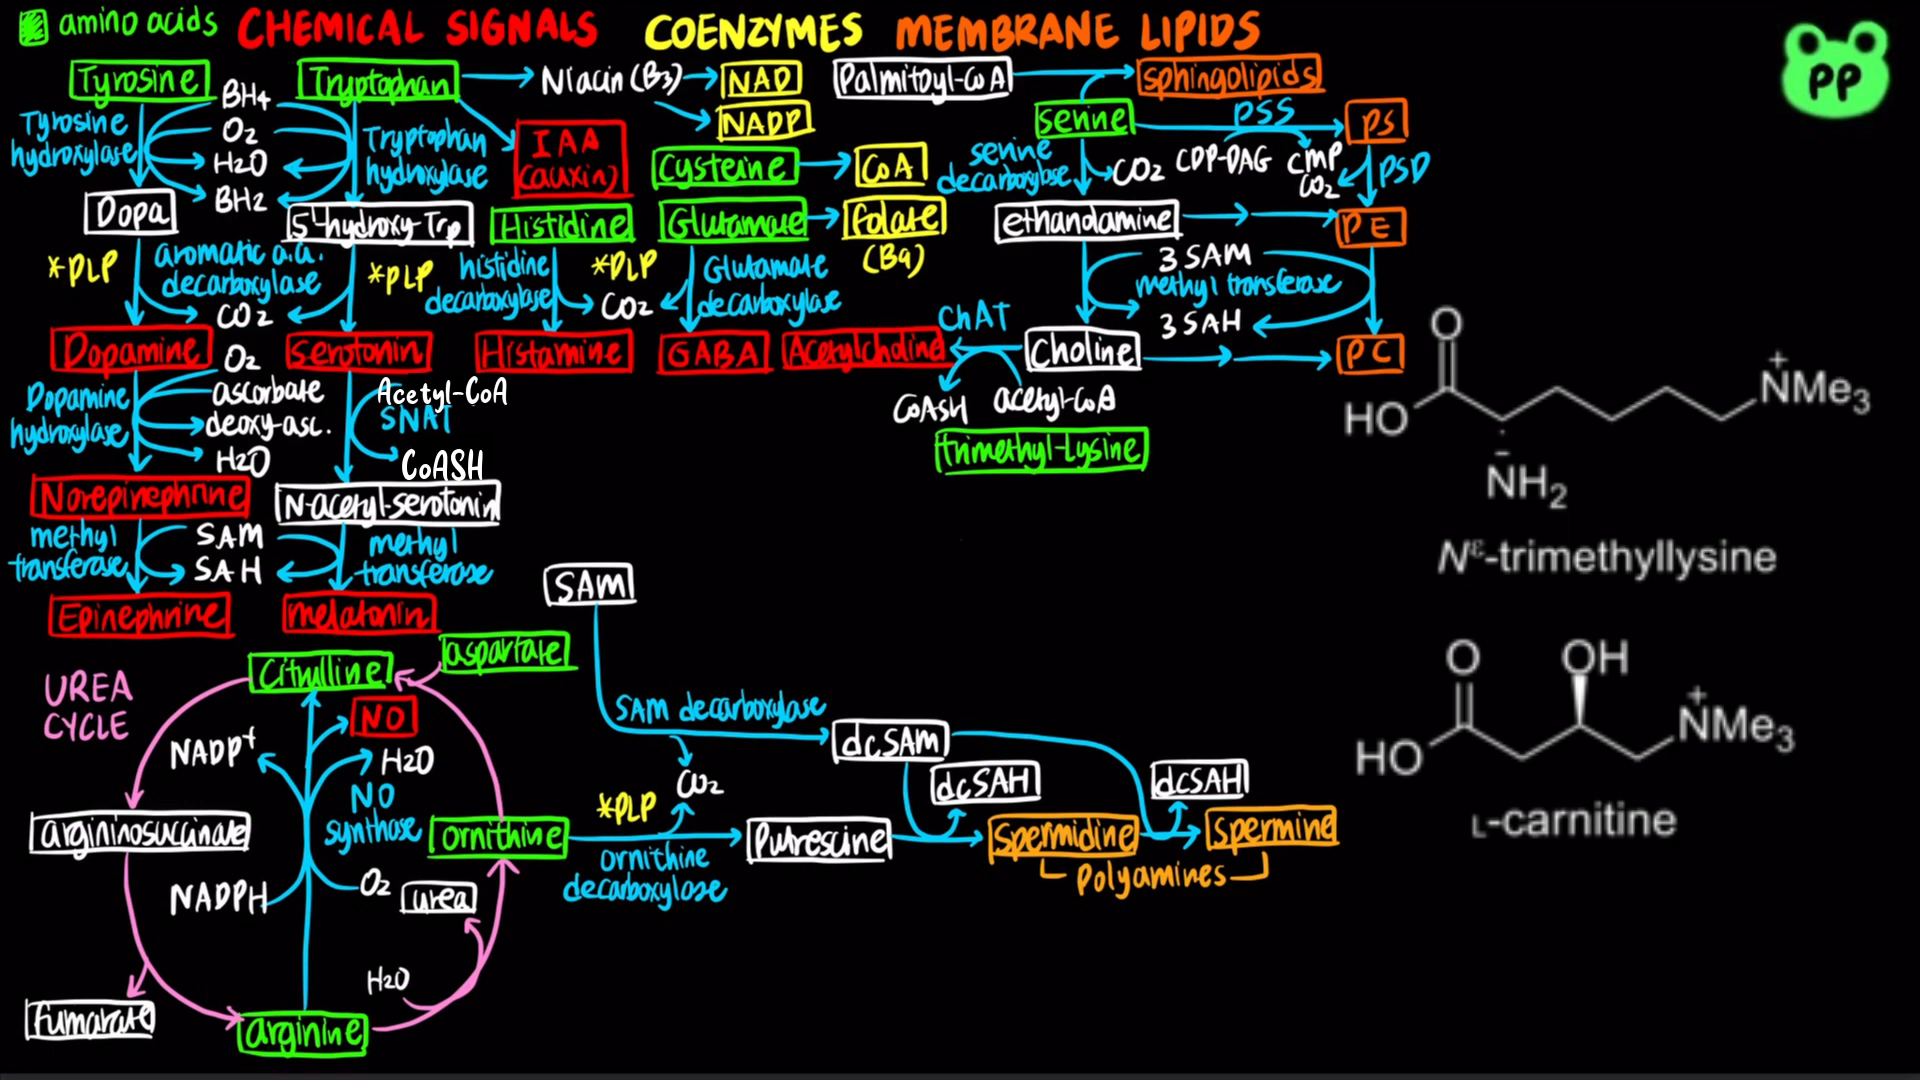 amino acids CHEMICAL SIGNALS COENZYMES MEMBRANE LIPIDS
PP
Tyrosine
BH4
O2
H2O
BH2
Tyrosine
hydroxylase
Dopa
*PLP
aromatic a.a.
decarboxylase
CO2
Dopamine
O2
ascorbate
deoxy-asc.
H2O
Dopamine
hydroxylase
Norepinephrine
methyl
transferase
SAM
SAH
Epinephrine
Tryptophan
Tryptophan
hydroxylase
5-hydroxy-Trp
*PLP
Serotonin
Acetyl-CoA
SNAT
CoASH
N-acetyl-serotonin
methyl
transferase
melatonin
Niacin (B3)
NAD
NADP
IAA
(auxin)
Cysteine
CoA
Histidine
histidine
decarboxylase
*PLP
CO2
Histamine
Glutamate
folate
(B9)
Glutamate
decarboxylase
GABA
Palmitoyl-CoA
sphingolipids
serine
PSS
PS
CDP-DAG
CMP
CO2
PSD
serine
decarboxylase
CO2
ethanolamine
PE
3 SAM
methyl transferase
3 SAH
Acetylcholine
ChAT
Choline
PC
CoASH
acetyl-CoA
trimethyl-Lysine
O
HO
NH2
+
NMe3
Nε-trimethyllysine
O
OH
HO
+
NMe3
L-carnitine
UREA
CYCLE
Citrulline
aspartate
NO
NADP+
H2O
NO
synthase
argininosuccinate
ornithine
NADPH
O2
urea
H2O
fumarate
arginine
SAM
SAM decarboxylase
CO2
*PLP
ornithine
decarboxylase
dcSAM
dcSAH
dcSAH
Putrescine
Spermidine
Spermine
Polyamines